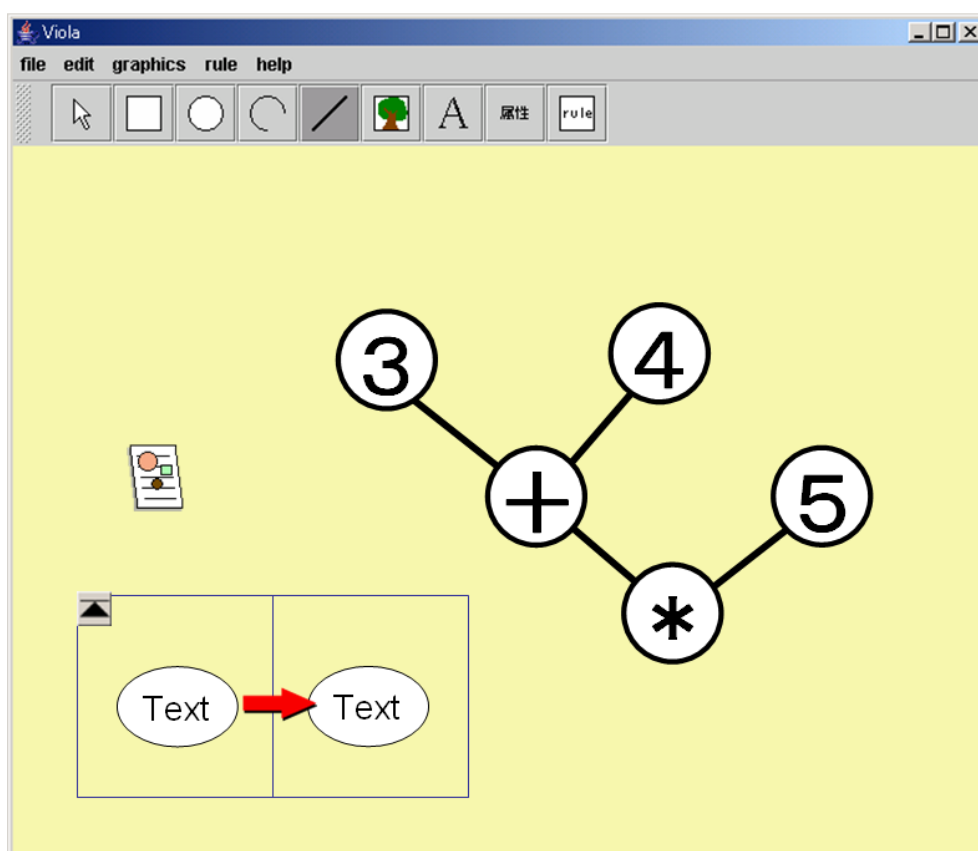 Viola
file edit graphics rule help
A 属性 rule
3 4
+ 5
*
Text Text